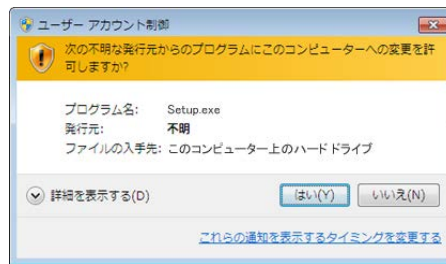 ユーザー アカウント制御
次の不明な発行元からのプログラムにこのコンピューターへの変更を許
可しますか?
プログラム名: Setup.exe
発行元: 不明
ファイルの入手先: このコンピューター上のハード ドライブ
詳細を表示する(D) はい(Y) いいえ(N)
これらの通知を表示するタイミングを変更する